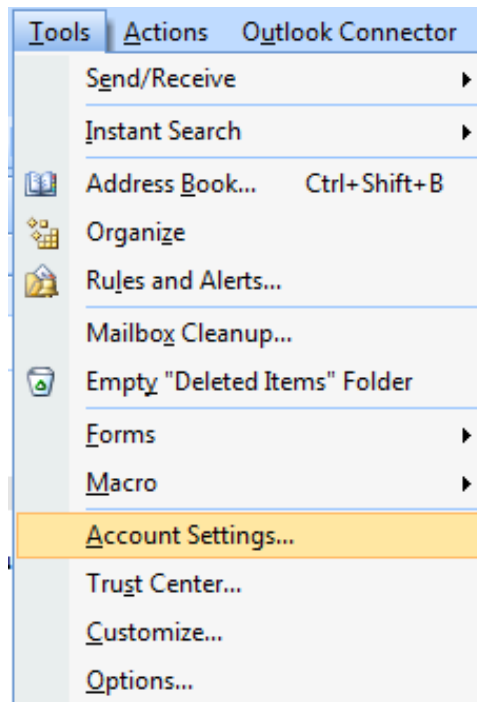 Tools Actions Outlook Connector
Send/Receive
Instant Search
Address Book... Ctrl+Shift+B
Organize
Rules and Alerts...
Mailbox Cleanup...
Empty "Deleted Items" Folder
Forms
Macro
Account Settings...
Trust Center...
Customize...
Options...